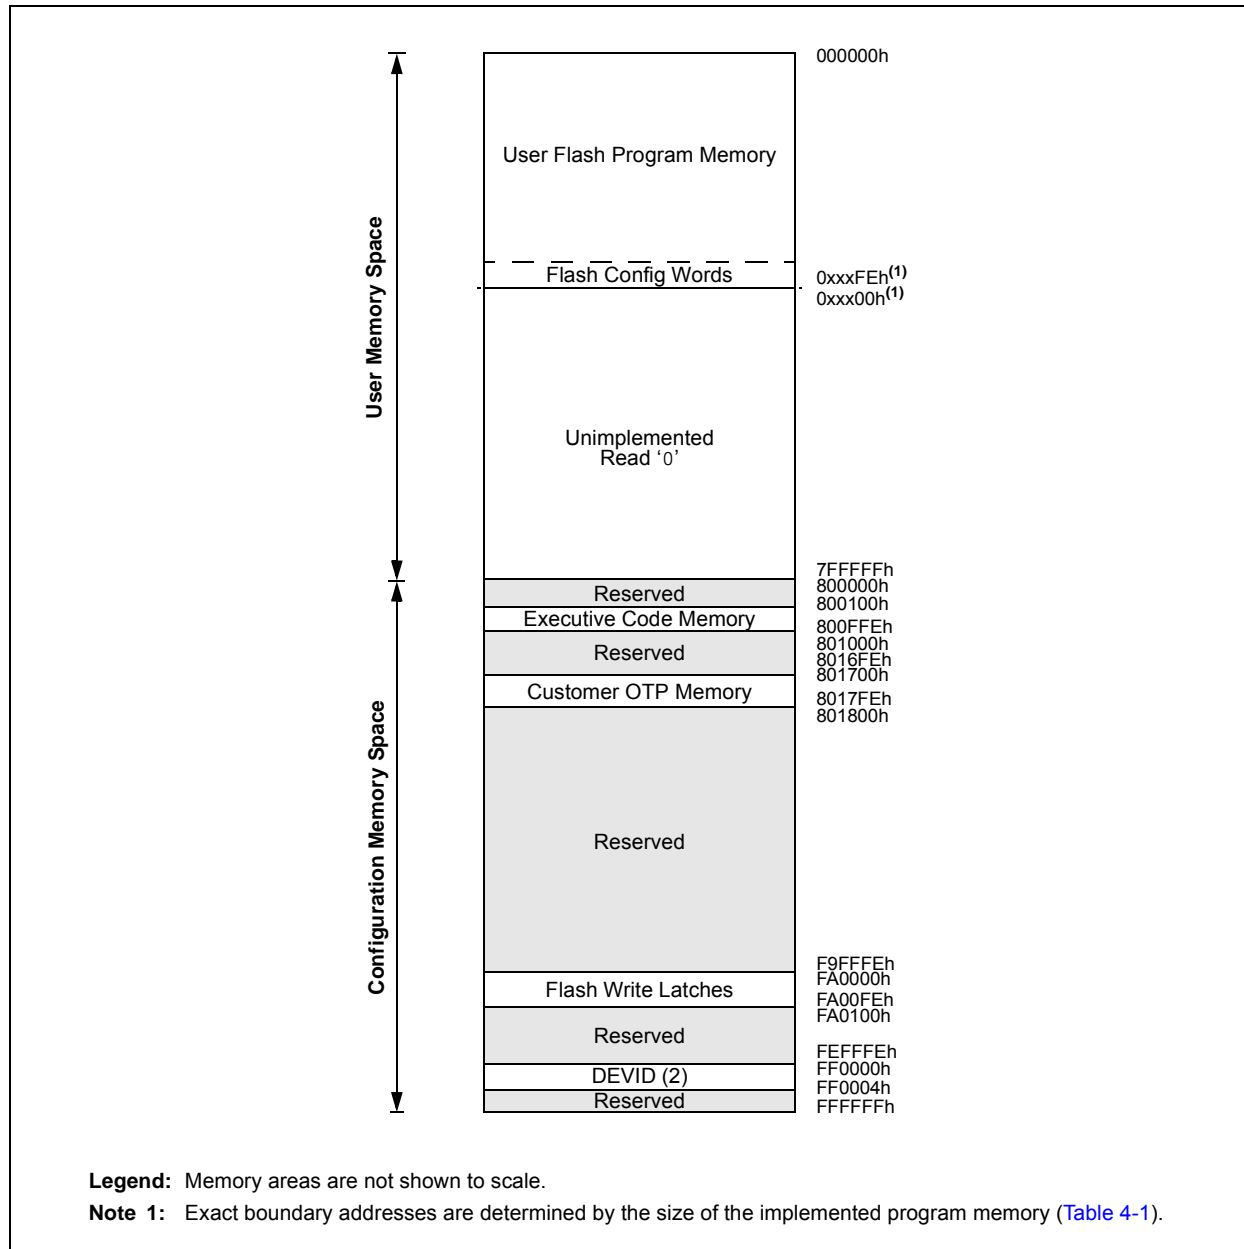 000000h
User Flash Program Memory
User Memory Space
Flash Config Words
0xxxFEh(1)
0xxx00h(1)
Unimplemented
Read ‘0’
7FFFFFh
800000h
Reserved
800100h
Executive Code Memory
800FFEh
801000h
Reserved
8016FEh
801700h
Customer OTP Memory
8017FEh
801800h
Configuration Memory Space
Reserved
F9FFFEh
FA0000h
Flash Write Latches
FA00FEh
FA0100h
Reserved
FEFFFEh
FF0000h
DEVID (2)
FF0004h
Reserved
FFFFFFh
Legend: Memory areas are not shown to scale.
Note 1: Exact boundary addresses are determined by the size of the implemented program memory (Table 4-1).